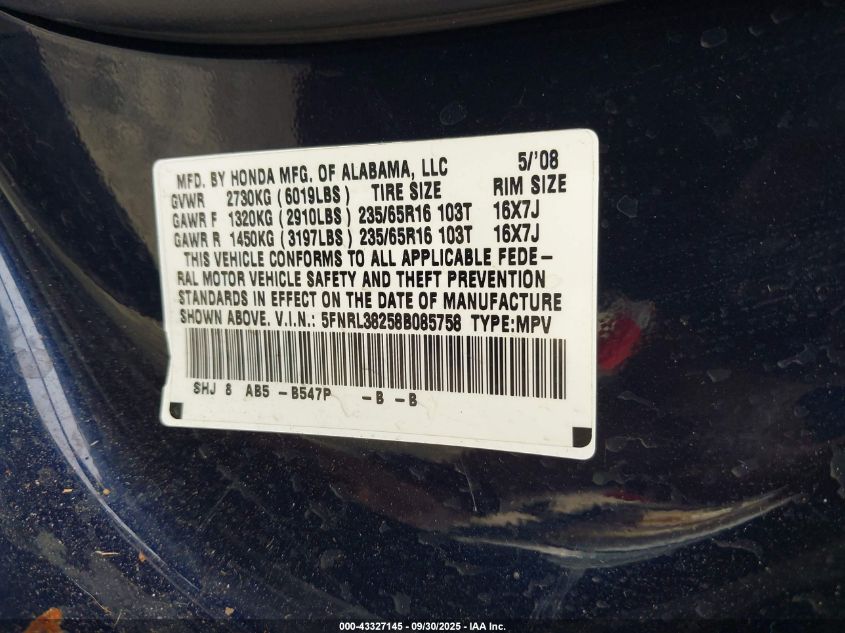 MFD. BY HONDA MFG. OF ALABAMA, LLC 5/'08
GVWR 2730KG (6019LBS) TIRE SIZE RIM SIZE
GAWR F 1320KG (2910LBS) 235/65R16 103T 16X7J
GAWR R 1450KG (3197LBS) 235/65R16 103T 16X7J
THIS VEHICLE CONFORMS TO ALL APPLICABLE FEDE-
RAL MOTOR VEHICLE SAFETY AND THEFT PREVENTION
STANDARDS IN EFFECT ON THE DATE OF MANUFACTURE
SHOWN ABOVE. V.I.N.: 5FNRL38258B085758 TYPE:MPV
SHJ 8 AB5 -B547P -B -B
000-43327145 - 09/30/2025 - IAA Inc.